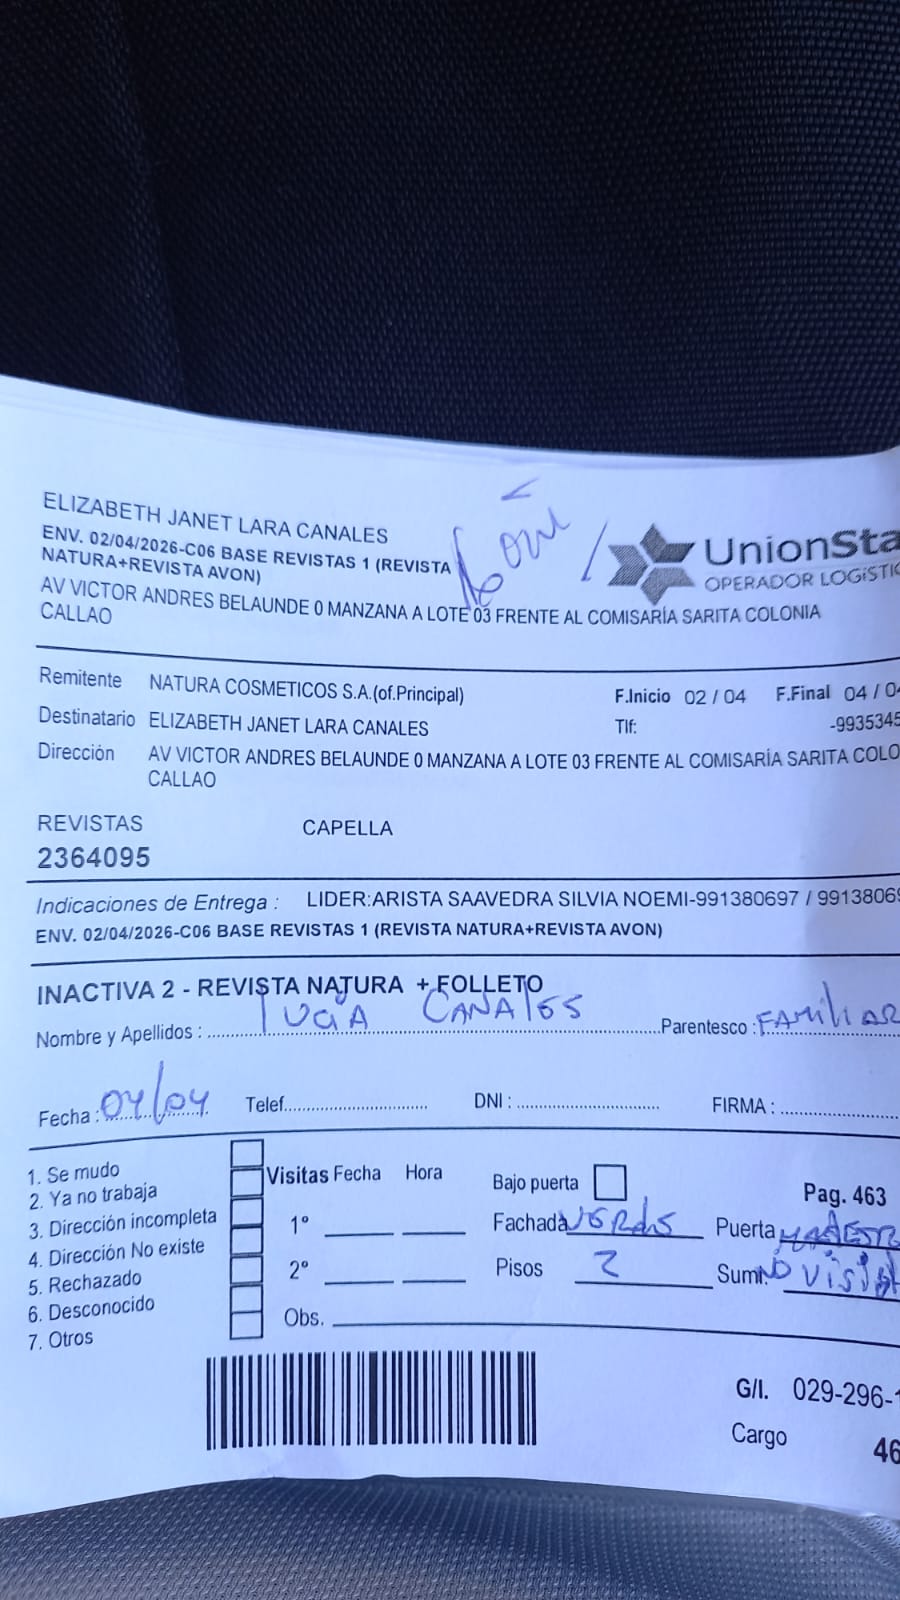 ELIZABETH JANET LARA CANALES
ENV. 02/04/2026-C06 BASE REVISTAS 1 (REVISTA
NATURA+REVISTA AVON)
AV VICTOR ANDRES BELAUNDE 0 MANZANA A LOTE 03 FRENTE AL COMISARÍA SARITA COLONIA
CALLAO
UnionSta
OPERADOR LOGíSTIC
Remitente NATURA COSMETICOS S.A.(of.Principal) F.Inicio 02 / 04 F.Final 04 / 04
Destinatario ELIZABETH JANET LARA CANALES Tlf: -9935345
Dirección AV VICTOR ANDRES BELAUNDE 0 MANZANA A LOTE 03 FRENTE AL COMISARÍA SARITA COLO
CALLAO
REVISTAS CAPELLA
2364095
Indicaciones de Entrega : LIDER:ARISTA SAAVEDRA SILVIA NOEMI-991380697 / 99138069
ENV. 02/04/2026-C06 BASE REVISTAS 1 (REVISTA NATURA+REVISTA AVON)
INACTIVA 2 - REVISTA NATURA + FOLLETO
Nombre y Apellidos : CANAlES Parentesco : FAMiliAR
Fecha : 04/04 Telef. DNI : FIRMA :
1. Se mudo
2. Ya no trabaja
3. Dirección incompleta
4. Dirección No existe
5. Rechazado
6. Desconocido
7. Otros
Visitas Fecha Hora
1°
2°
Obs.
Bajo puerta
Fachada
Pisos 2
Pag. 463
Puerta
Sumi. NO Visibl
G/I. 029-296-1
Cargo 46